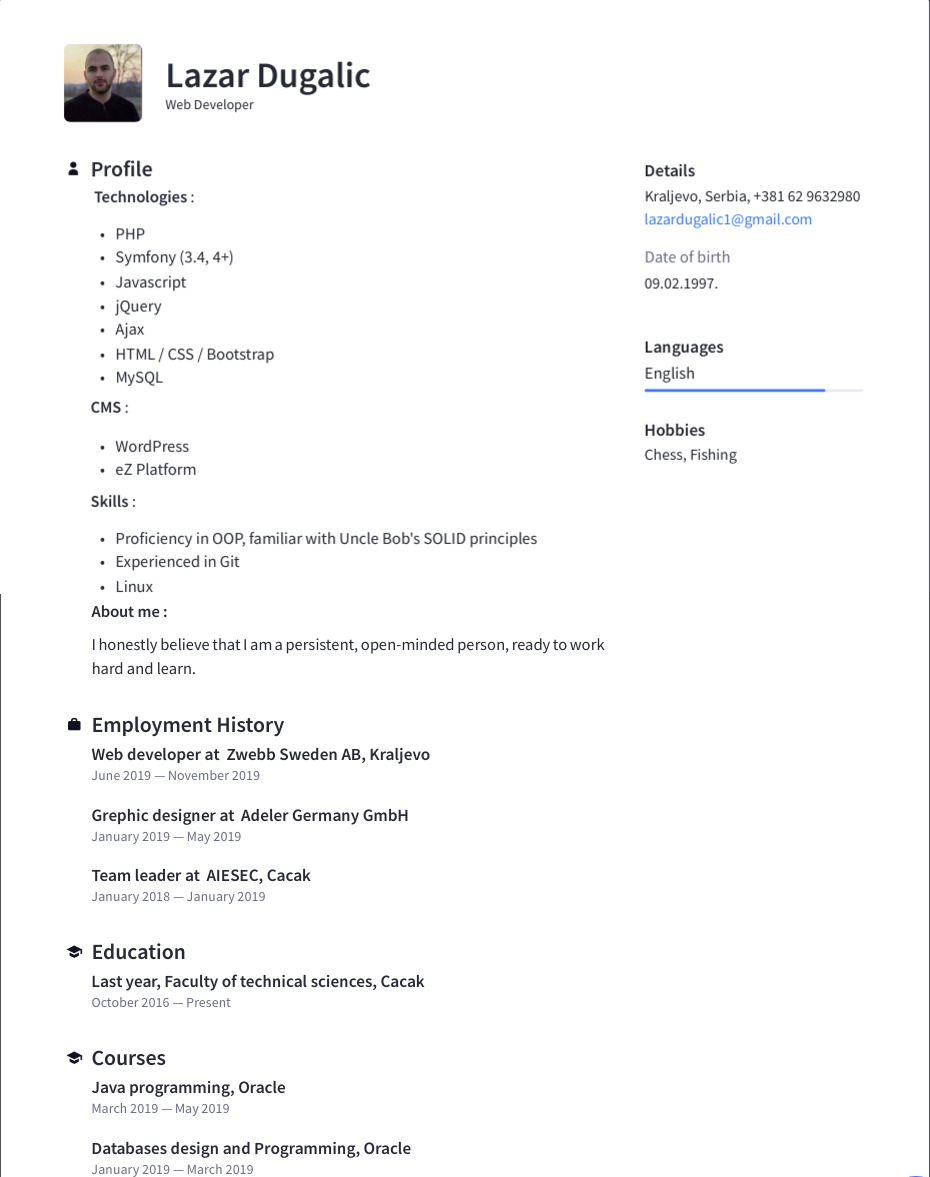 Lazar Dugalic
Web Developer
Profile
Technologies :
• PHP
• Symfony (3.4, 4+)
• Javascript
• jQuery
• Ajax
• HTML / CSS / Bootstrap
• MySQL
CMS :
• WordPress
• eZ Platform
Skills :
• Proficiency in OOP, familiar with Uncle Bob's SOLID principles
• Experienced in Git
• Linux
About me :
I honestly believe that I am a persistent, open-minded person, ready to work
hard and learn.
Employment History
Web developer at Zwebb Sweden AB, Kraljevo
June 2019 — November 2019
Grephic designer at Adeler Germany GmbH
January 2019 — May 2019
Team leader at AIESEC, Cacak
January 2018 — January 2019
Education
Last year, Faculty of technical sciences, Cacak
October 2016 — Present
Courses
Java programming, Oracle
March 2019 — May 2019
Databases design and Programming, Oracle
January 2019 — March 2019
Details
Kraljevo, Serbia, +381 62 9632980
lazardugalic1@gmail.com
Date of birth
09.02.1997.
Languages
English
Hobbies
Chess, Fishing